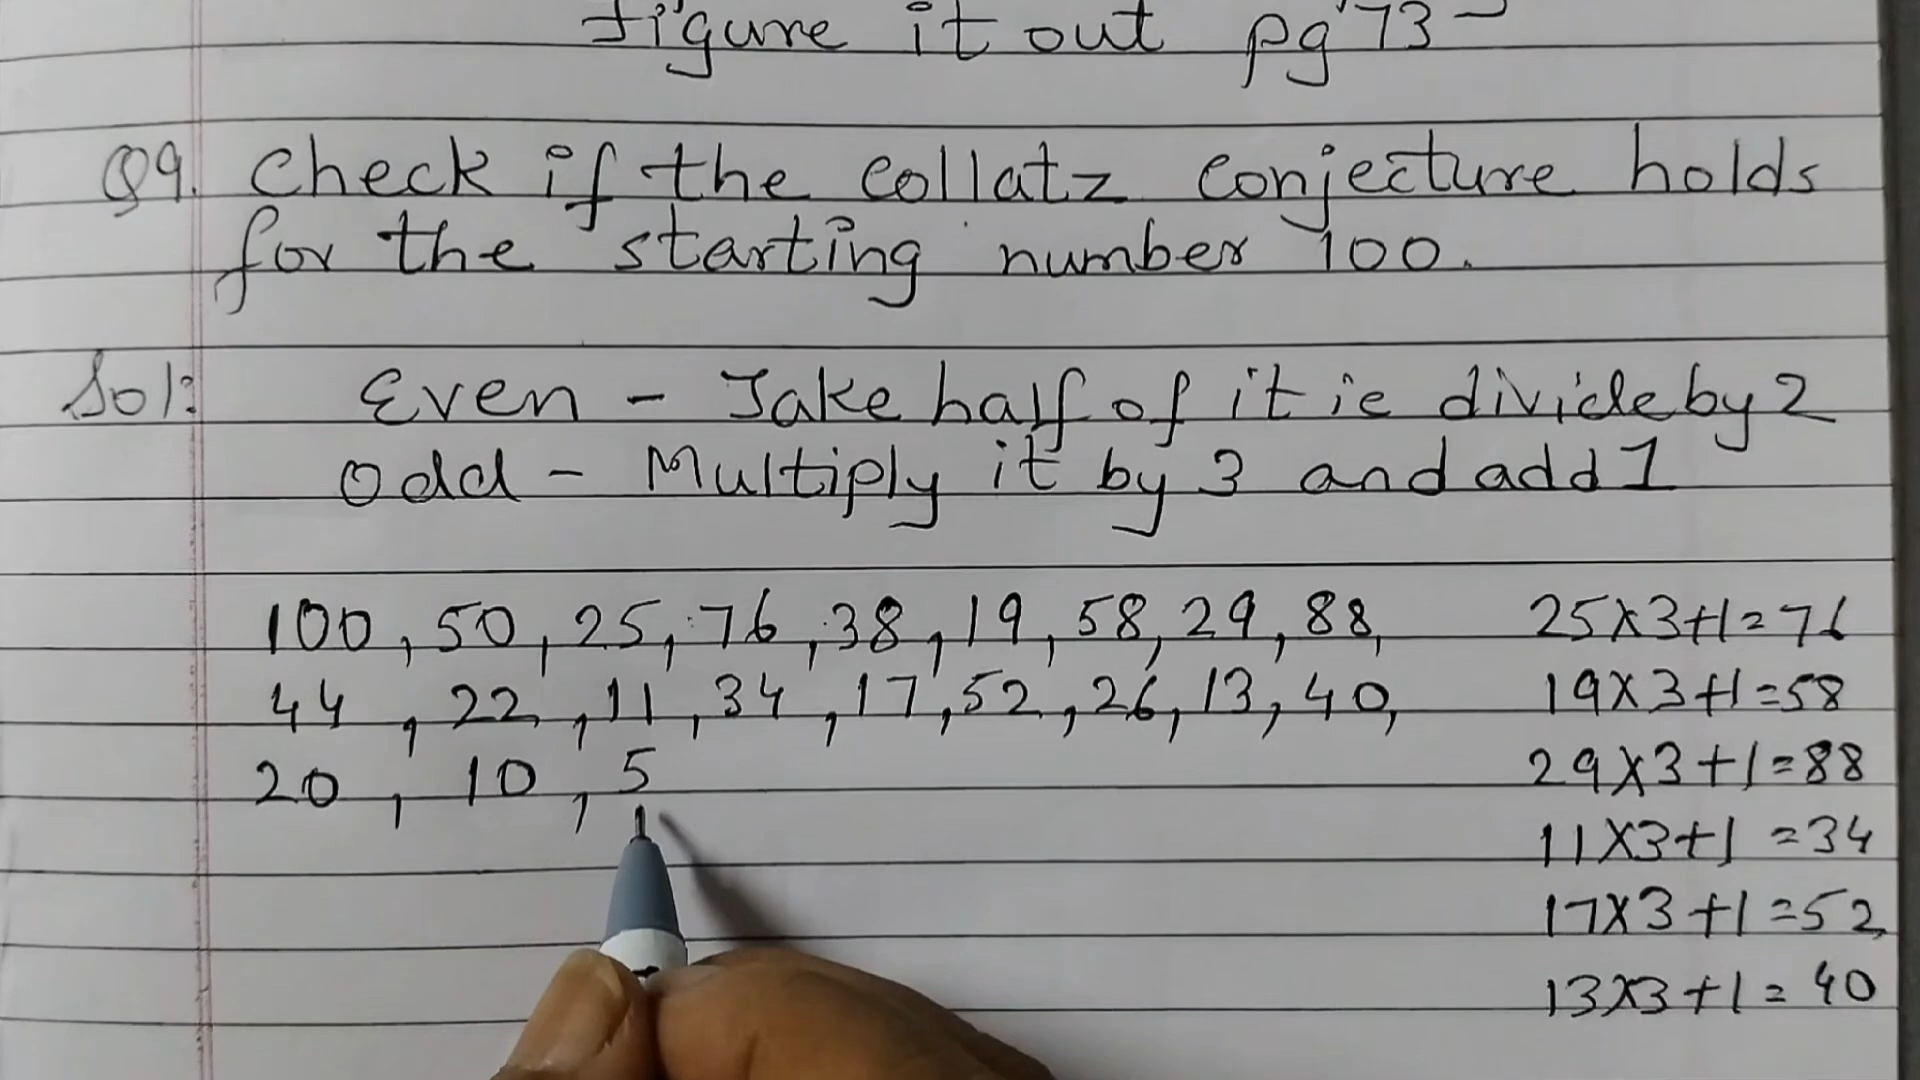 figure it out pg 73
Q9. Check if the collatz conjecture holds
for the starting number 100.
Sol: Even - Take half of it ie divide by 2
Odd - Multiply it by 3 and add 1
100, 50, 25, 76, 38, 19, 58, 29, 88,
44, 22, 11, 34, 17, 52, 26, 13, 40,
20, 10, 5
25x3+1=76
19x3+1=58
29x3+1=88
11x3+1=34
17x3+1=52
13x3+1=40